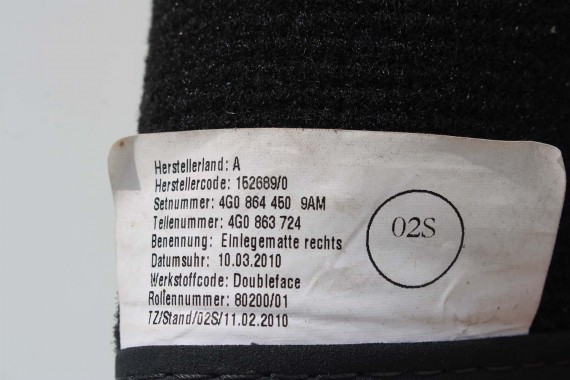 Herstellerland: A
Herstellercode: 152689/0
Setnummer: 4G0 864 450 9AM
Teilenummer: 4G0 863 724
Benennung: Einlegematte rechts
Datumsuhr: 10.03.2010
Werkstoffcode: Doubleface
Rollennummer: 80200/01
TZ/Stand/02S/11.02.2010
02S